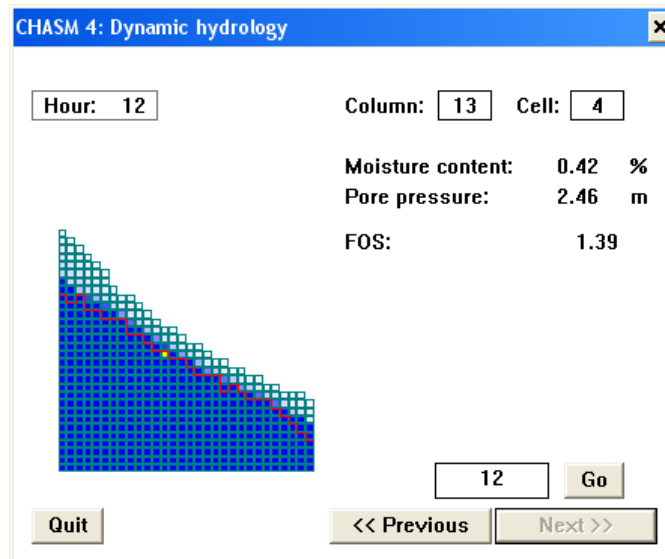 CHASM 4: Dynamic hydrology
Hour: 12
Column: 13 Cell: 4
Moisture content: 0.42 %
Pore pressure: 2.46 m
FOS: 1.39
12 Go
Quit << Previous Next >>